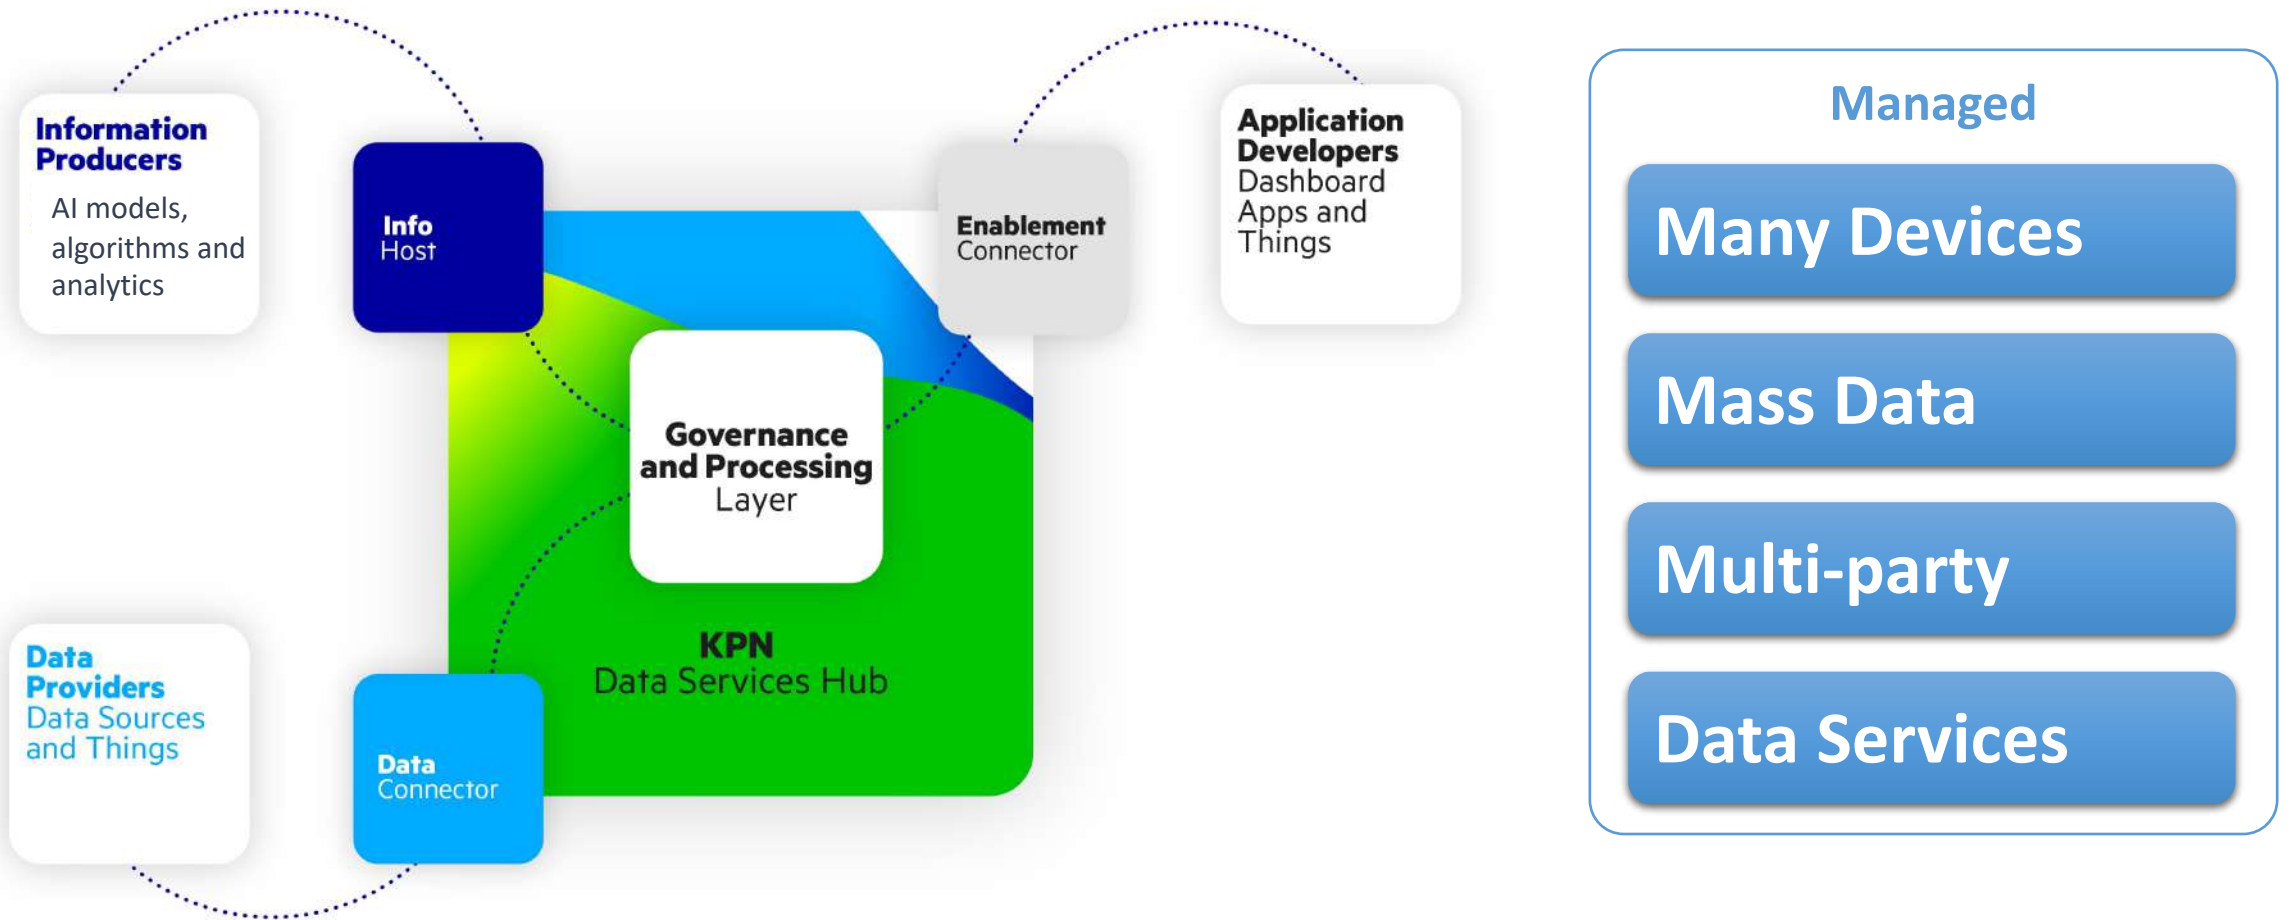 Information
Producers
AI models,
algorithms and
analytics
Info
Host
Enablement
Connector
Application
Developers
Dashboard
Apps and
Things
Governance
and Processing
Layer
KPN
Data Services Hub
Data
Providers
Data Sources
and Things
Data
Connector
Managed
Many Devices
Mass Data
Multi-party
Data Services